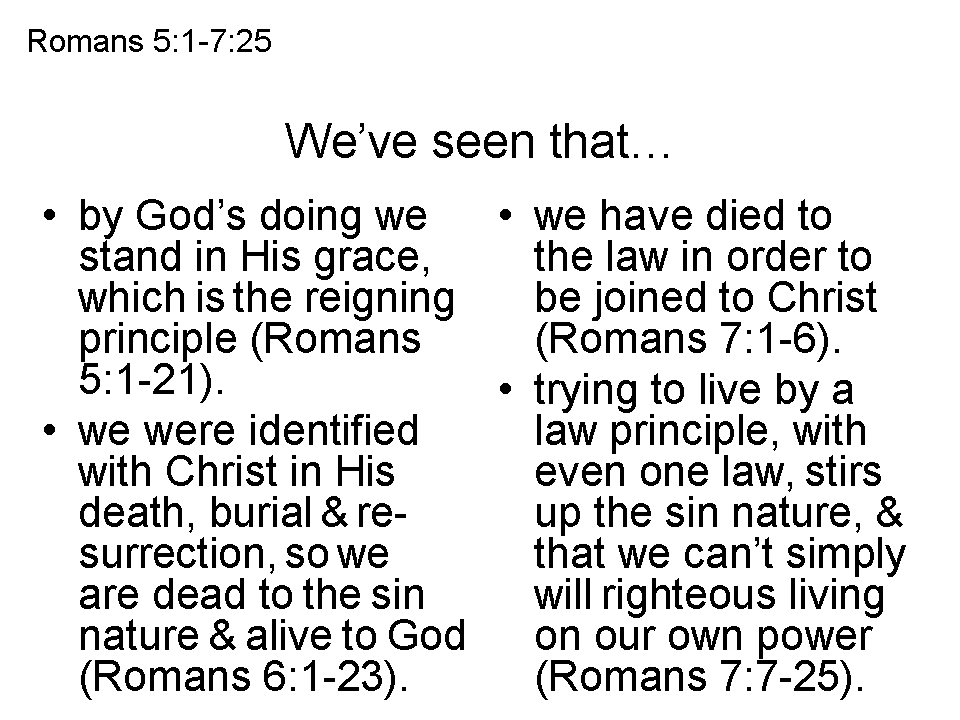 Romans 5:1-7:25
We’ve seen that…
• by God’s doing we
stand in His grace,
which is the reigning
principle (Romans
5:1-21).
• we were identified
with Christ in His
death, burial & re-
surrection, so we
are dead to the sin
nature & alive to God
(Romans 6:1-23).
• we have died to
the law in order to
be joined to Christ
(Romans 7:1-6).
• trying to live by a
law principle, with
even one law, stirs
up the sin nature, &
that we can’t simply
will righteous living
on our own power
(Romans 7:7-25).